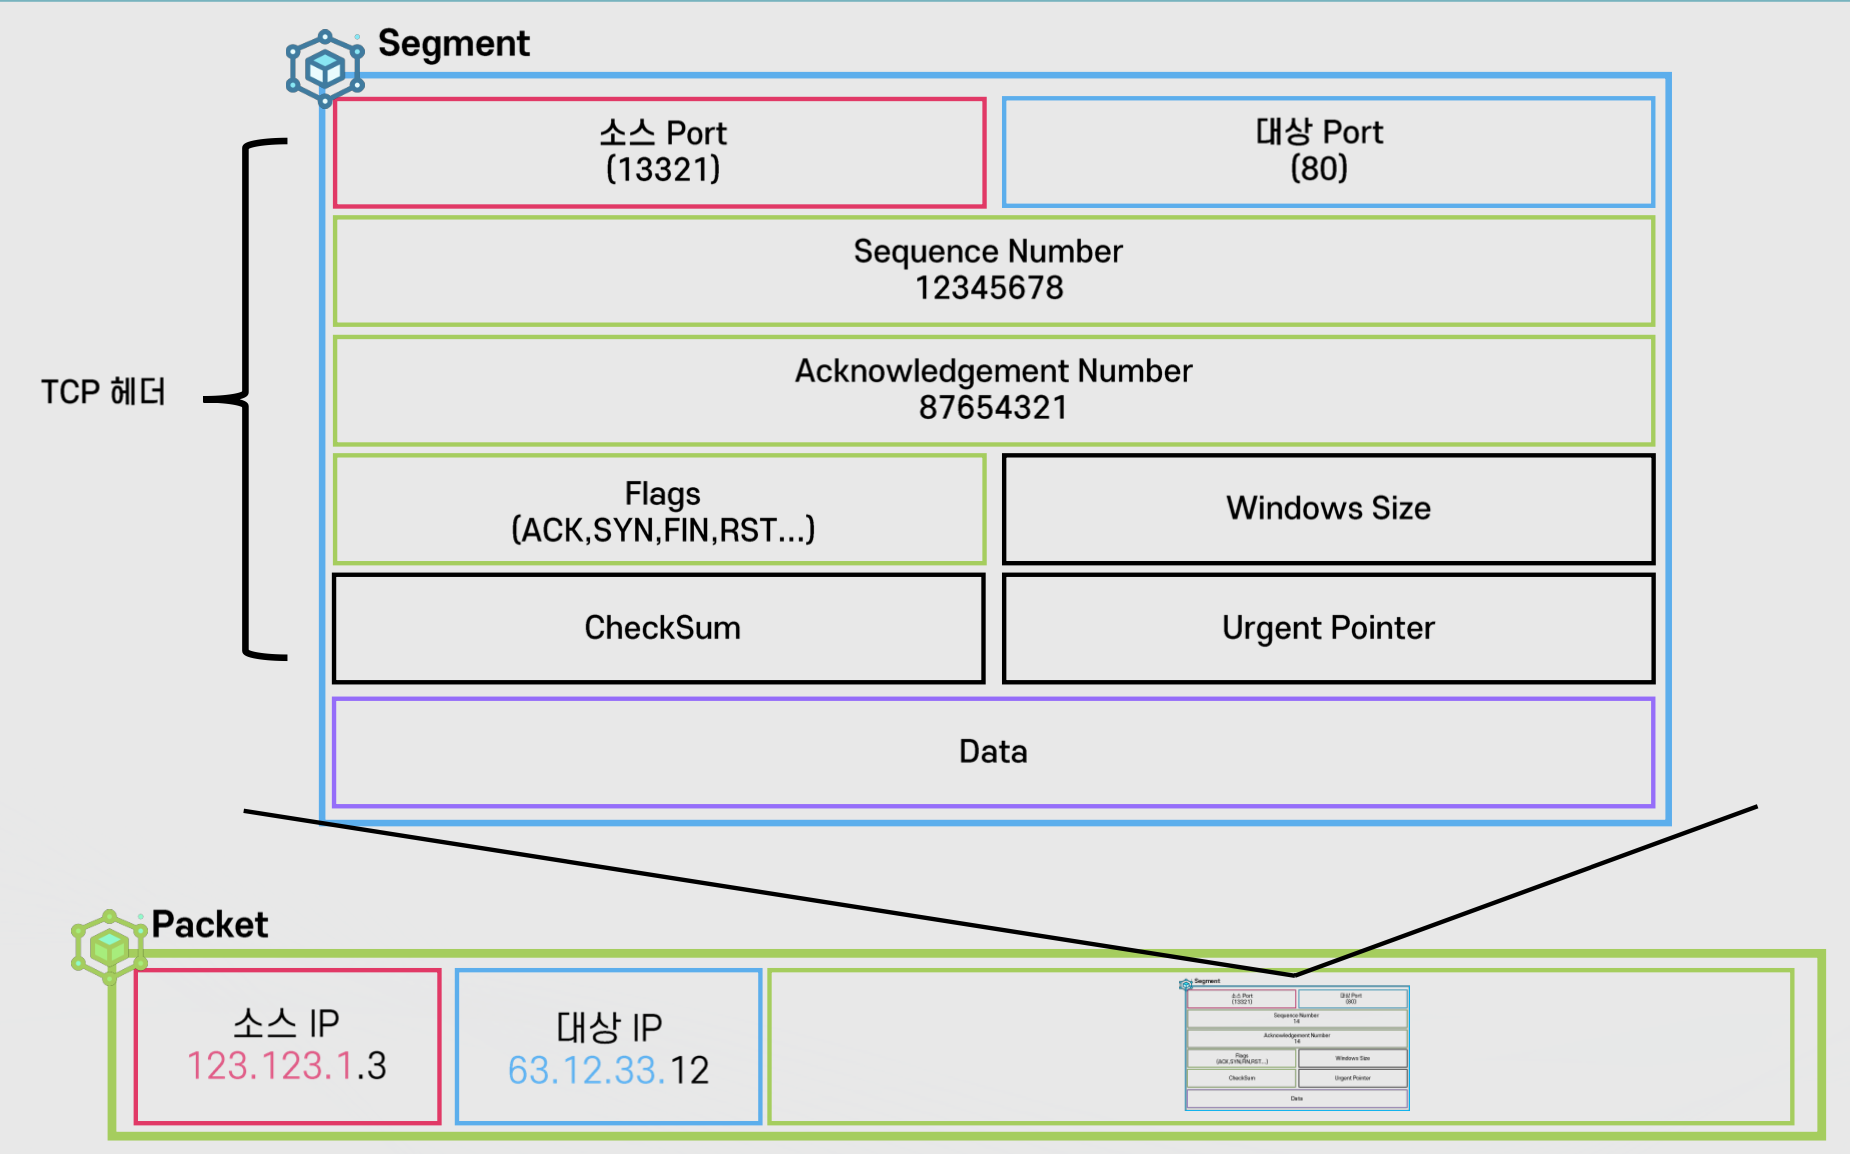 Segment
소스 Port
(13321)
대상 Port
(80)
Sequence Number
12345678
Acknowledgement Number
87654321
TCP 헤더
Flags
(ACK,SYN,FIN,RST...)
Windows Size
CheckSum
Urgent Pointer
Data
Packet
소스 IP
123.123.1.3
대상 IP
63.12.33.12
Segment
소스 Port
(13321)
대상 Port
(80)
Sequence Number
14
Acknowledgement Number
14
Flags
(ACK,SYN,FIN,RST...)
Windows Size
CheckSum
Urgent Pointer
Data